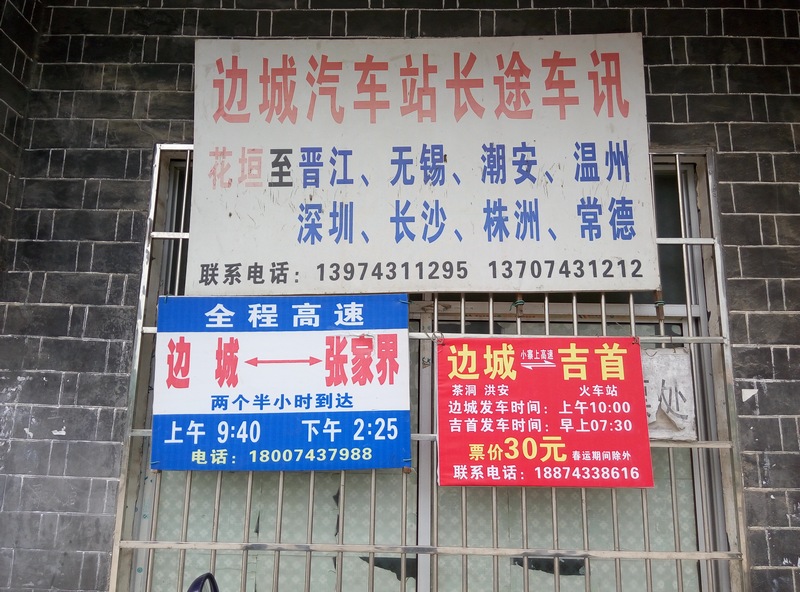 边城汽车站长途车讯
花垣至晋江、无锡、潮安、温州
深圳、长沙、株洲、常德
联系电话：13974311295 13707431212
全程高速
边城⟷张家界
两个半小时到达
上午 9:40 下午 2:25
电话：18007437988
边城 小寨上高速 吉首
茶洞 洪安 火车站
边城发车时间：上午10:00
吉首发车时间：早上07:30
票价30元 春运期间除外
联系电话：18874338616
处